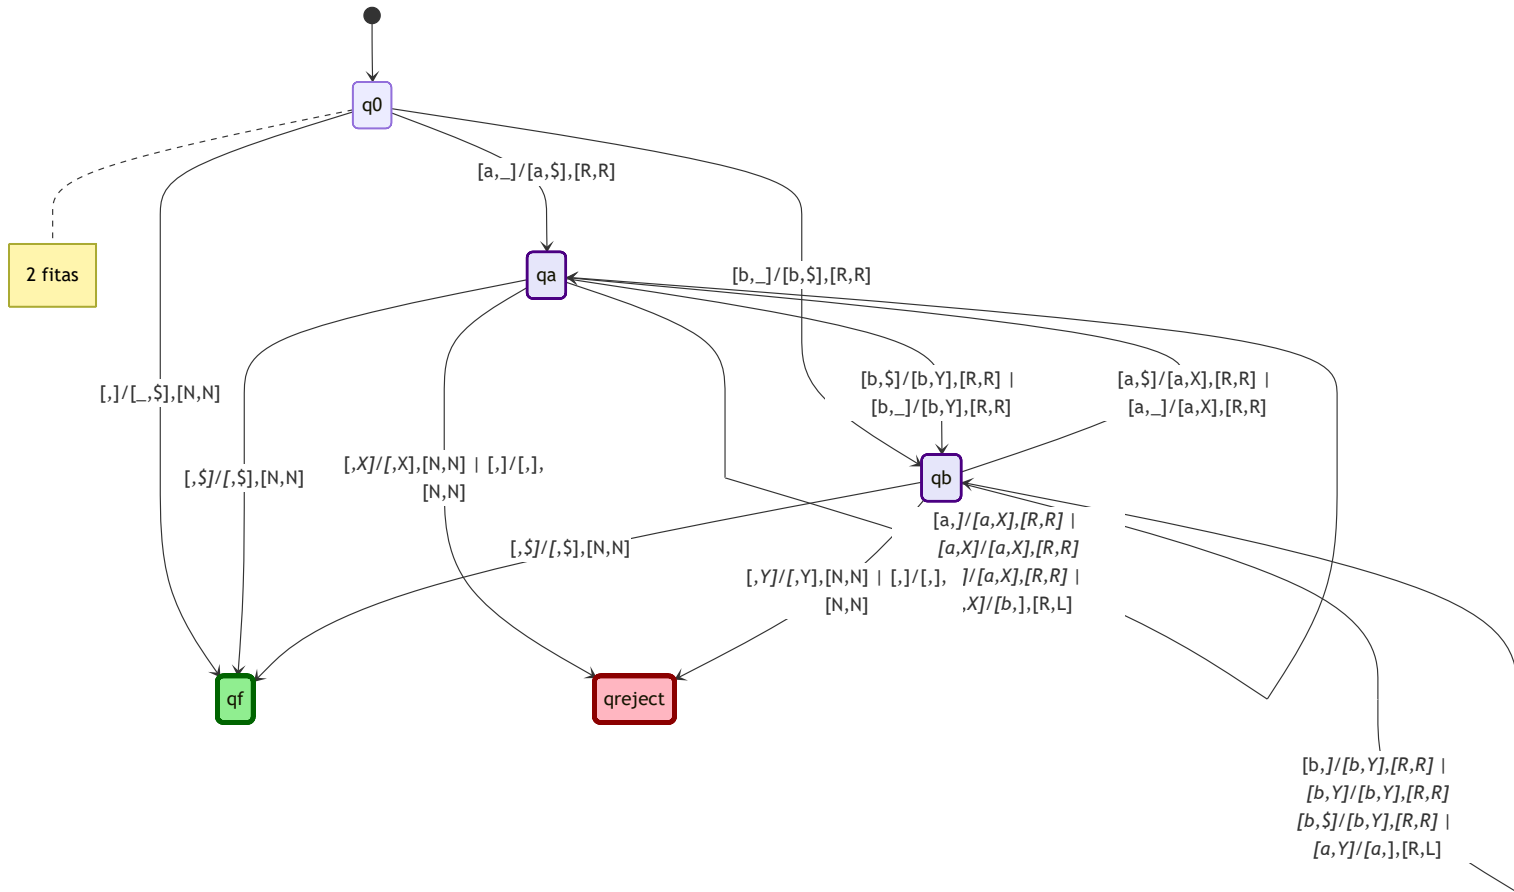 q0
[a,_]/[a,$],[R,R]
2 fitas
qa
[b,_]/[b,$],[R,R]
[,]/[_,$],[N,N]
[b,$]/[b,Y],[R,R] |
[b,_]/[b,Y],[R,R]
[a,$]/[a,X],[R,R] |
[a,_]/[a,X],[R,R]
[,$]/[,$],[N,N]
[,X]/[,X],[N,N] | [,]/[,],
[N,N]
qb
[,$]/[,$],[N,N]
[a,]/[a,X],[R,R] |
[a,X]/[a,X],[R,R]
]/[a,X],[R,R] |
,X]/[b,],[R,L]
[,Y]/[,Y],[N,N] | [,]/[,],
[N,N]
qf
qreject
[b,]/[b,Y],[R,R] |
[b,Y]/[b,Y],[R,R]
[b,$]/[b,Y],[R,R] |
[a,Y]/[a,],[R,L]